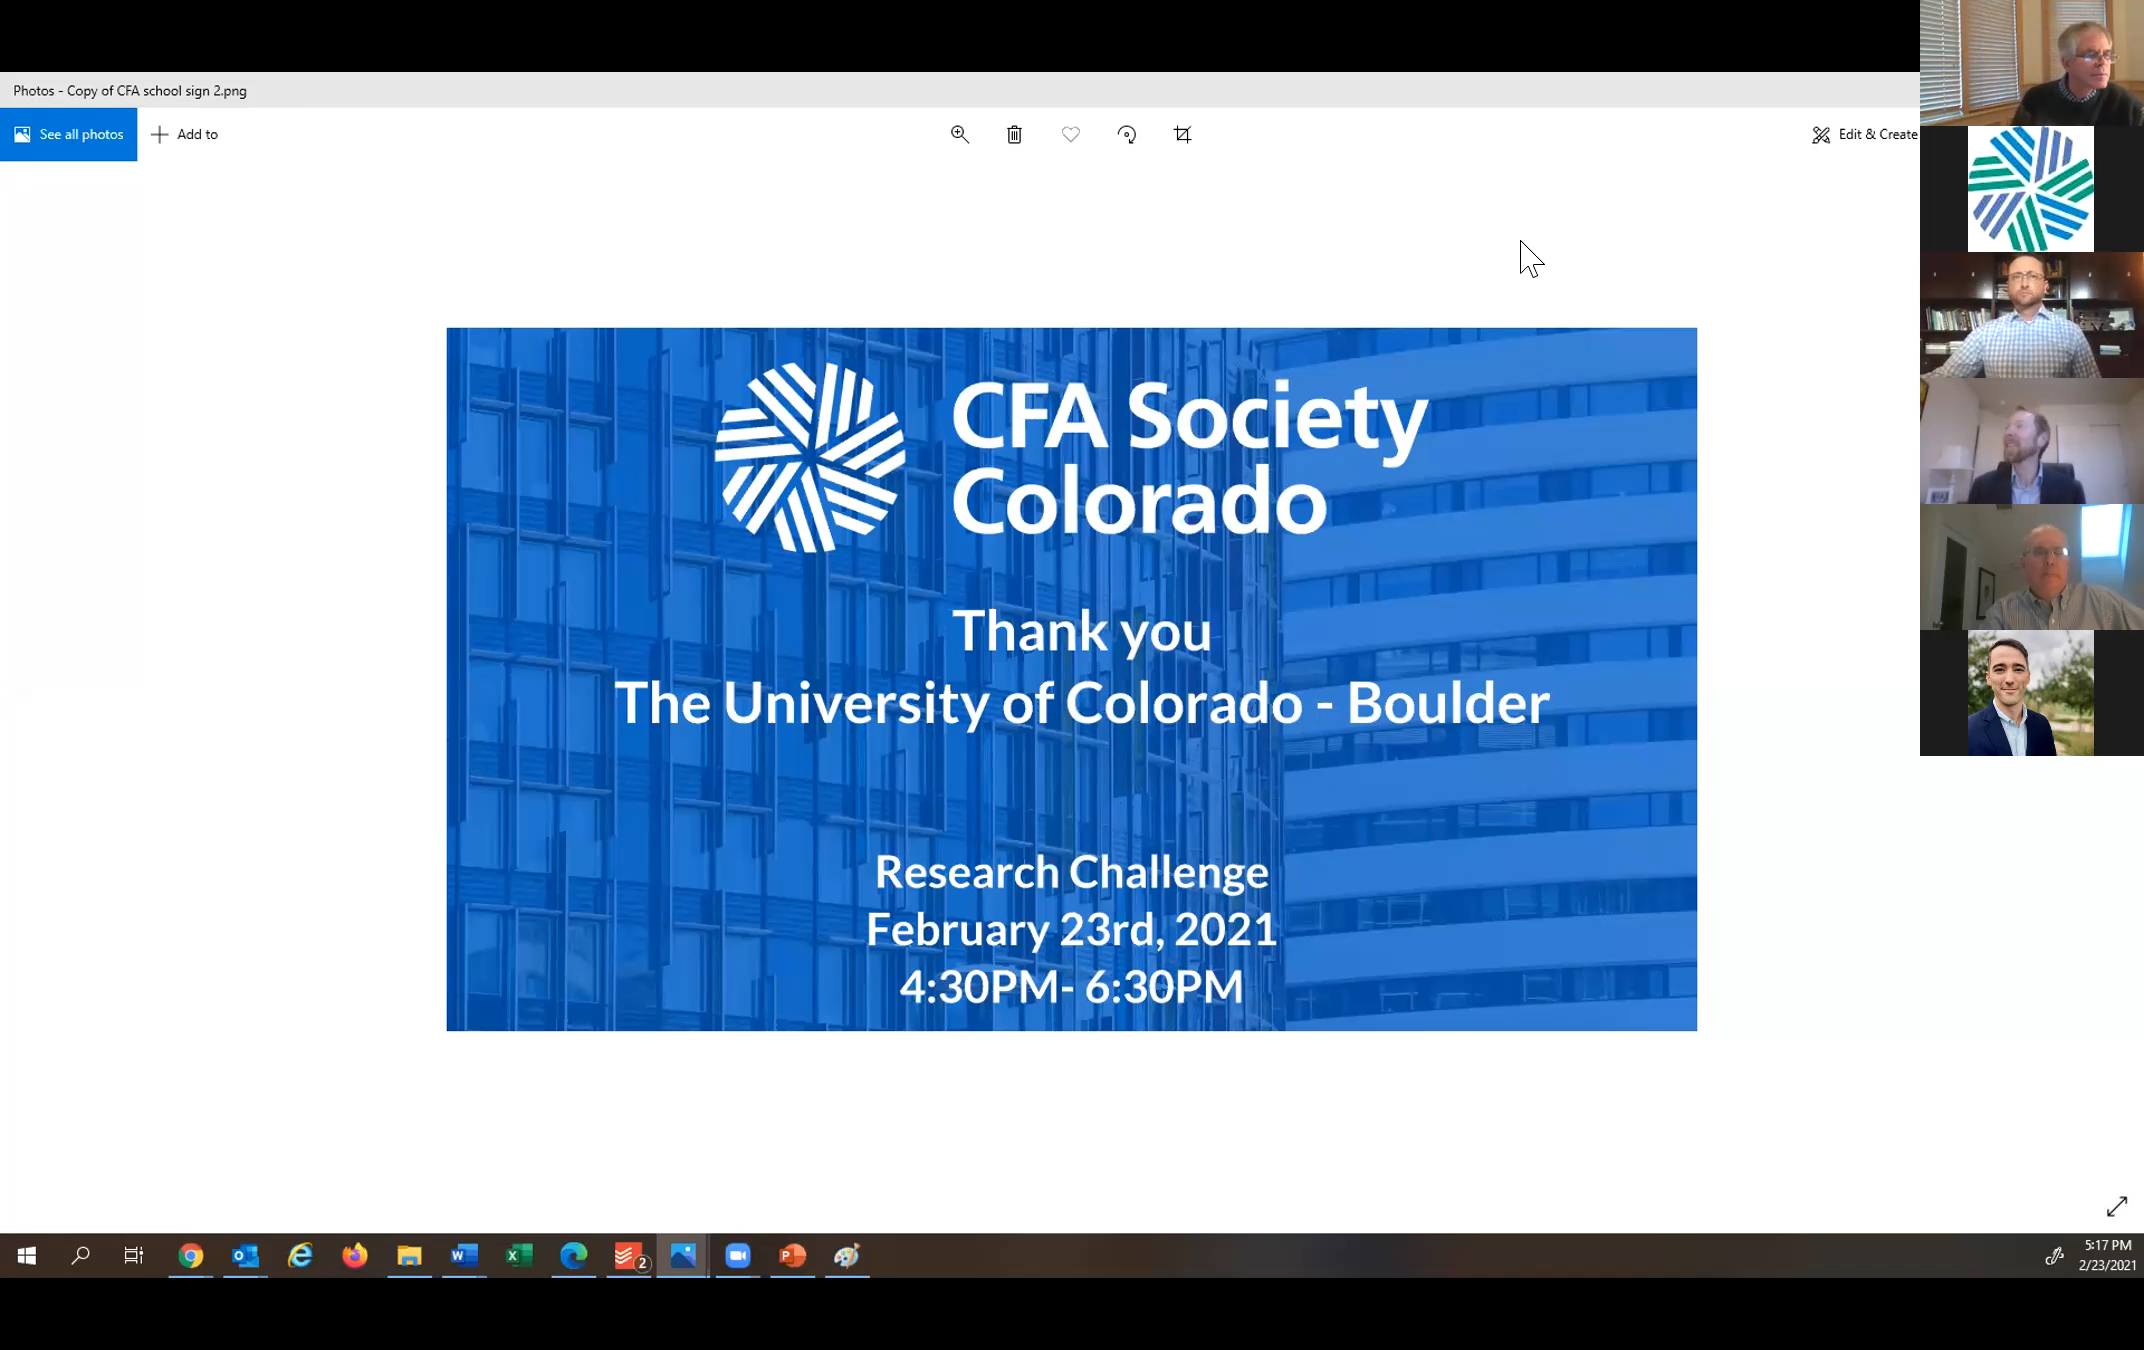 Photos - Copy of CFA school sign 2.png
See all photos
Add to
Edit & Create
CFA Society
Colorado
Thank you
The University of Colorado - Boulder
Research Challenge
February 23rd, 2021
4:30PM- 6:30PM
2
5:17 PM
2/23/2021